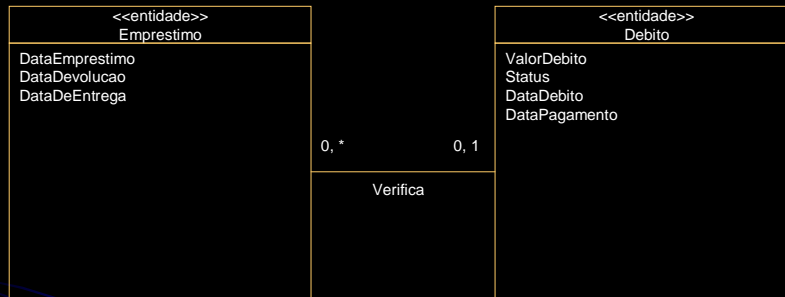 <<entidade>>
Emprestimo
DataEmprestimo
DataDevolucao
DataDeEntrega
0, *
0, 1
Verifica
<<entidade>>
Debito
ValorDebito
Status
DataDebito
DataPagamento